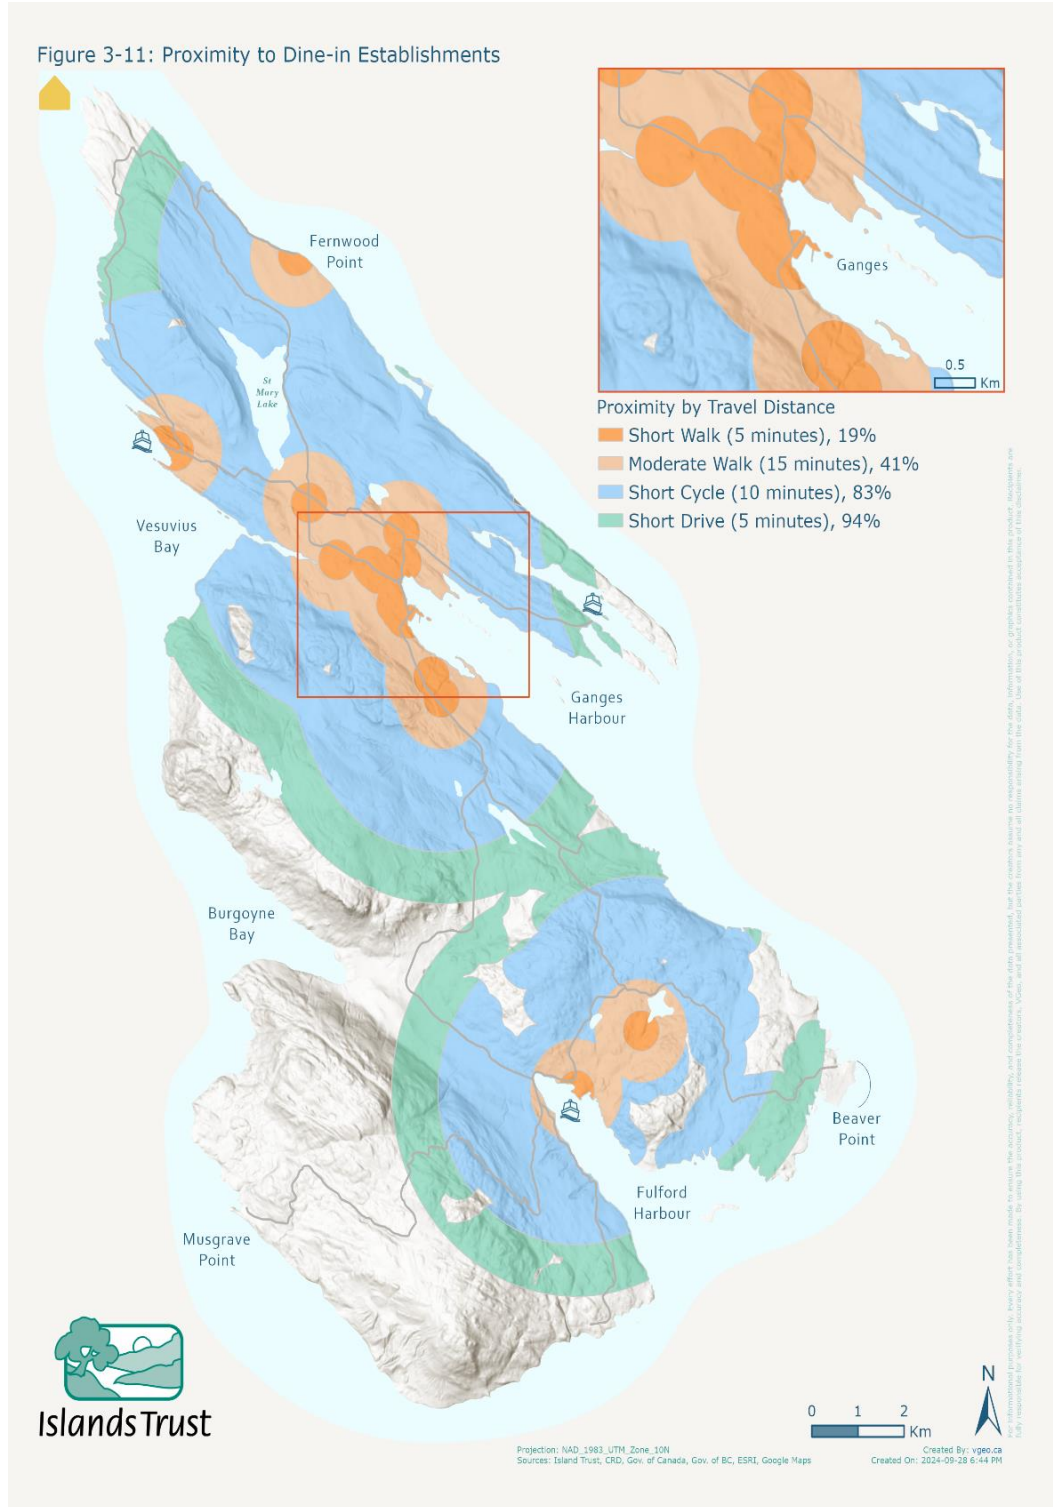 Figure 3-11: Proximity to Dine-in Establishments
Fernwood
Point
St
Mary
Lake
Vesuvius
Bay
Ganges
0.5
Km
Proximity by Travel Distance
Short Walk (5 minutes), 19%
Moderate Walk (15 minutes), 41%
Short Cycle (10 minutes), 83%
Short Drive (5 minutes), 94%
Ganges
Harbour
Burgoyne
Bay
Beaver
Point
Fulford
Harbour
Musgrave
Point
Islands Trust
N
0 1 2
Km
Projection: NAD_1983_UTM_Zone_10N
Sources: Island Trust, CRD, Gov. of Canada, Gov. of BC, ESRI, Google Maps
Created By: vgeo.ca
Created On: 2024-09-28 6:44 PM